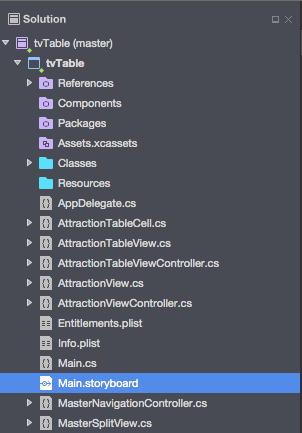 Solution
tvTable (master)
tvTable
References
Components
Packages
Assets.xcassets
Classes
Resources
AppDelegate.cs
AttractionTableCell.cs
AttractionTableView.cs
AttractionTableViewController.cs
AttractionView.cs
AttractionViewController.cs
Entitlements.plist
Info.plist
Main.cs
Main.storyboard
MasterNavigationController.cs
MasterSplitView.cs